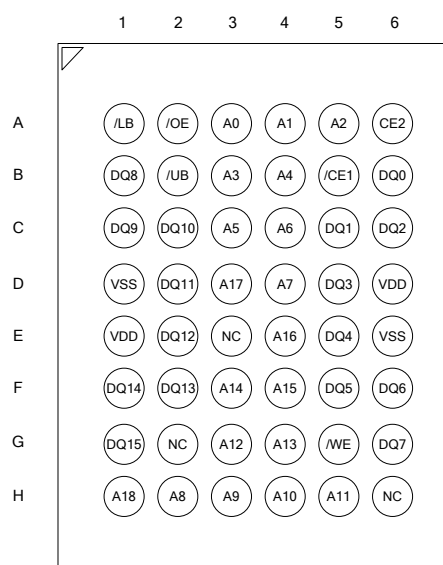 1 2 3 4 5 6
A /LB /OE A0 A1 A2 CE2
B DQ8 /UB A3 A4 /CE1 DQ0
C DQ9 DQ10 A5 A6 DQ1 DQ2
D VSS DQ11 A17 A7 DQ3 VDD
E VDD DQ12 NC A16 DQ4 VSS
F DQ14 DQ13 A14 A15 DQ5 DQ6
G DQ15 NC A12 A13 /WE DQ7
H A18 A8 A9 A10 A11 NC